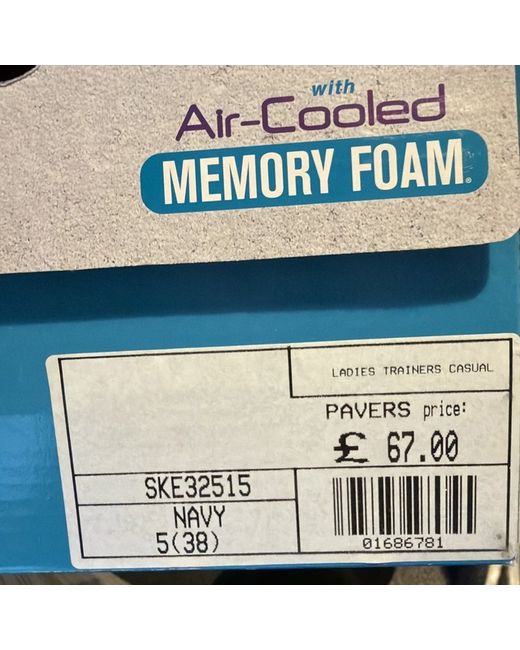 with
Air-Cooled
MEMORY FOAM®
LADIES TRAINERS CASUAL
PAVERS price:
£ 67.00
SKE32515
NAVY
5(38)
01686781